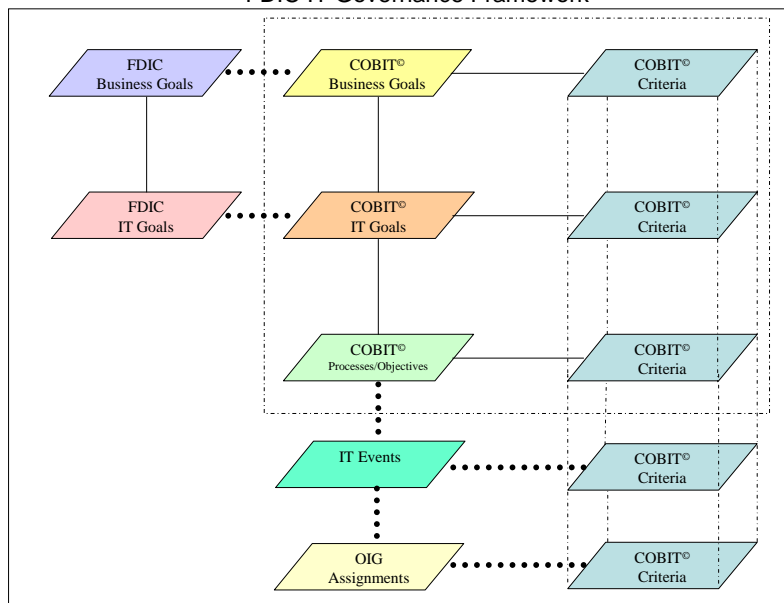 FDIC IT Governance Framework
FDIC
Business Goals
COBIT©
Business Goals
COBIT©
Criteria
FDIC
IT Goals
COBIT©
IT Goals
COBIT©
Criteria
COBIT©
Processes/Objectives
COBIT©
Criteria
IT Events
COBIT©
Criteria
OIG
Assignments
COBIT©
Criteria